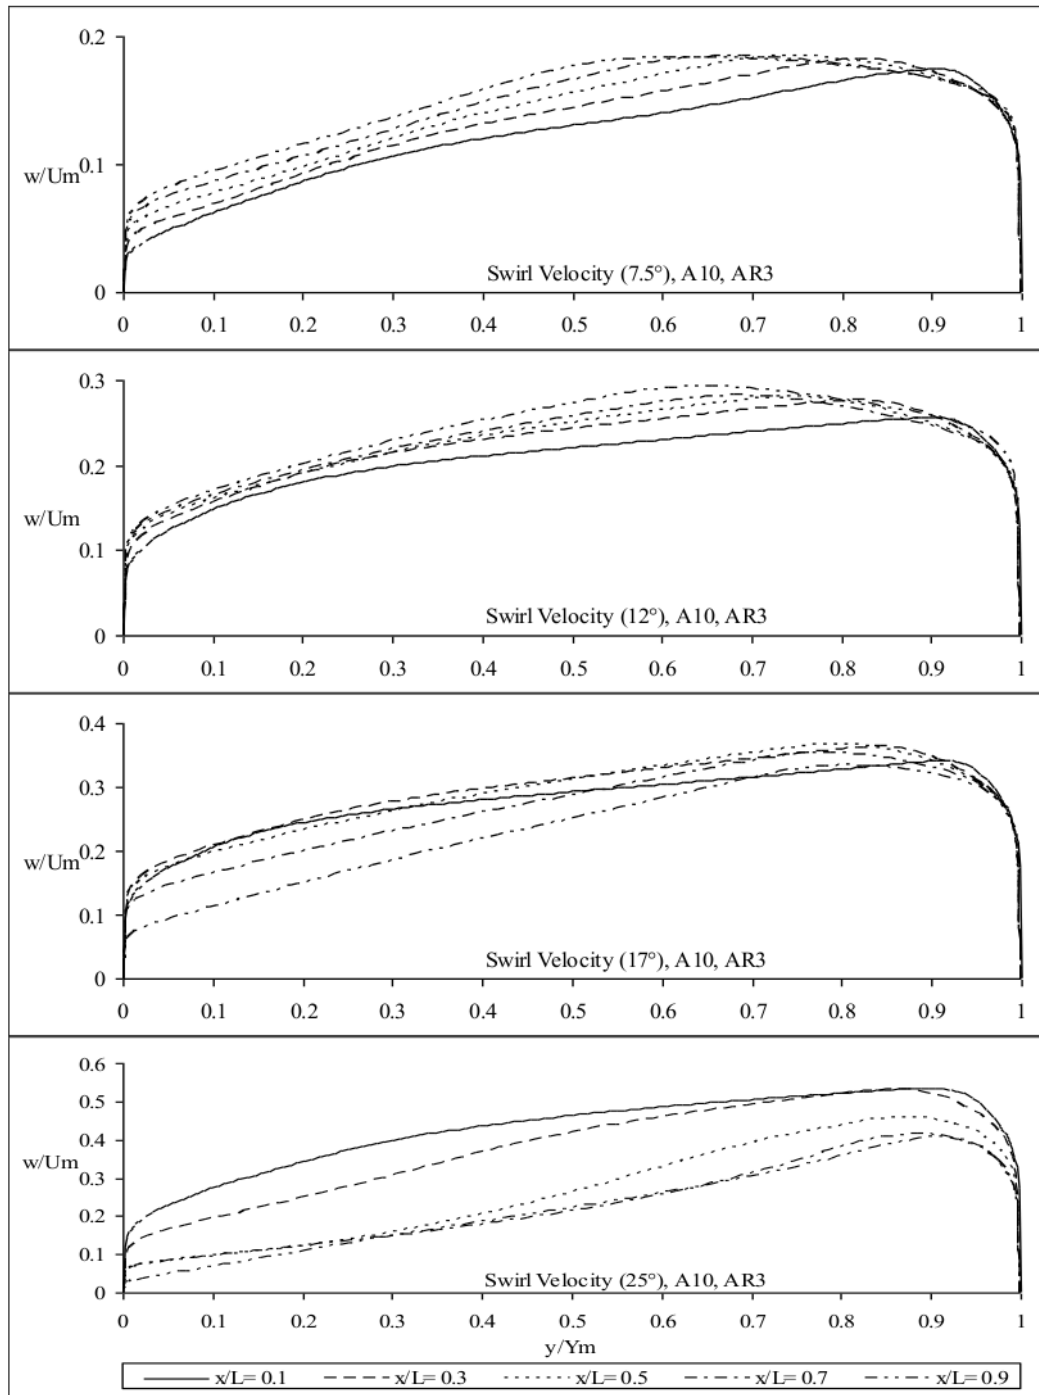 0.2
0.1
w/Um
Swirl Velocity (7.5°), A10, AR3
0
0 0.1 0.2 0.3 0.4 0.5 0.6 0.7 0.8 0.9 1
0.3
0.2
w/Um
0.1
Swirl Velocity (12°), A10, AR3
0
0 0.1 0.2 0.3 0.4 0.5 0.6 0.7 0.8 0.9 1
0.4
0.3
0.2
w/Um
0.1
Swirl Velocity (17°), A10, AR3
0
0 0.1 0.2 0.3 0.4 0.5 0.6 0.7 0.8 0.9 1
0.6
0.5
0.4
w/Um
0.3
0.2
0.1
Swirl Velocity (25°), A10, AR3
0
0 0.1 0.2 0.3 0.4 0.5 0.6 0.7 0.8 0.9 1
y/Ym
x/L= 0.1 x/L= 0.3 x/L= 0.5 x/L= 0.7 x/L= 0.9